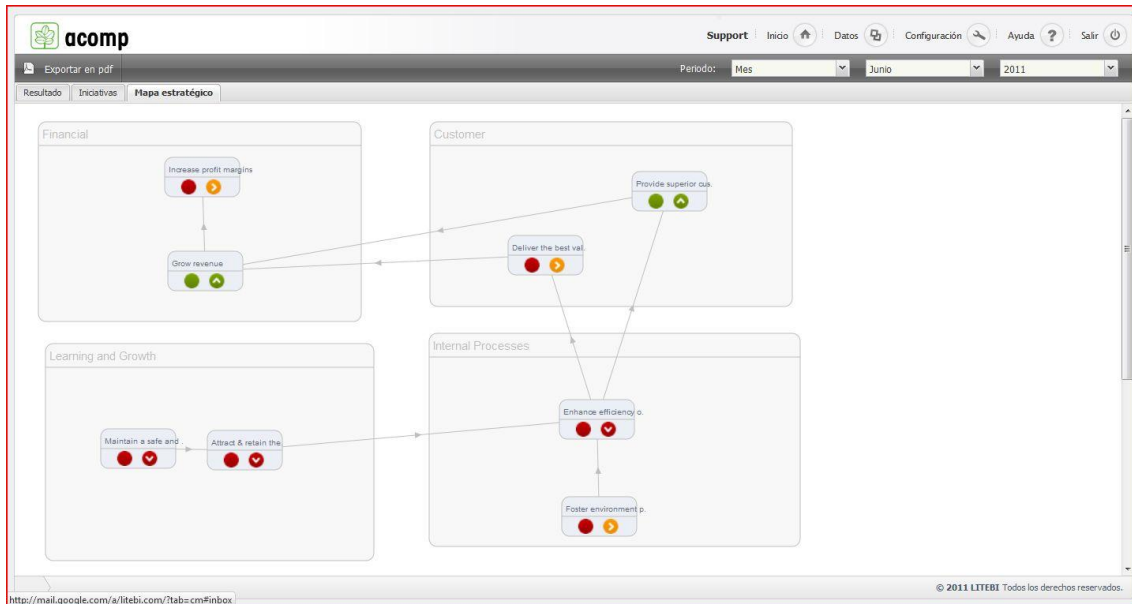 acomp
Support Inicio Datos Configuración Ayuda ? Salir
Exportar en pdf
Periodo: Mes Junio 2011
Resultado Iniciativas Mapa estratégico
Financial
Customer
Increase profit margins
Provide superior cus.
Deliver the best val.
Grow revenue
Internal Processes
Learning and Growth
Enhance efficiency o.
Maintain a safe and .
Attract & retain the
Foster environment p.
© 2011 LITEBI Todos los derechos reservados.
http://mail.google.com/a/litebi.com/?tab=cm#inbox